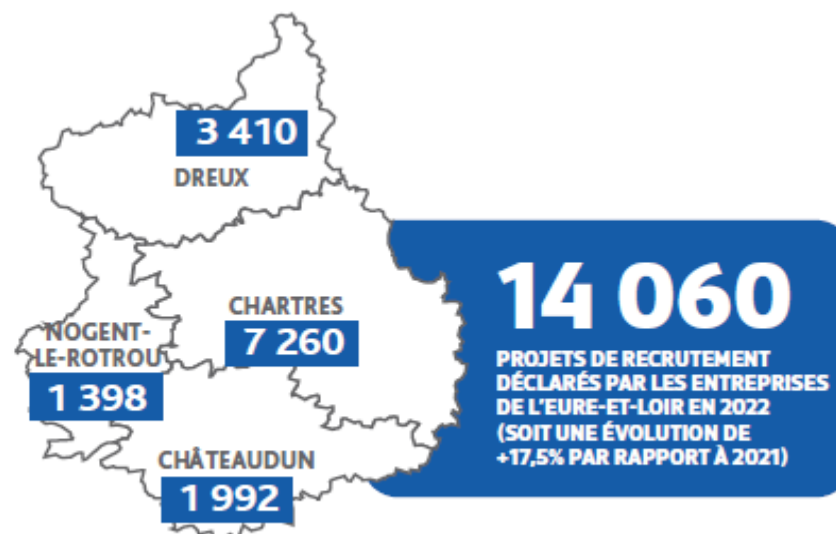 3 410
DREUX
CHARTRES
7 260
NOGENT-
LE-ROTROU
1 398
CHÂTEAUDUN
1 992
14 060
PROJETS DE RECRUTEMENT
DÉCLARÉS PAR LES ENTREPRISES
DE L'EURE-ET-LOIR EN 2022
(SOIT UNE ÉVOLUTION DE
+17,5% PAR RAPPORT À 2021)